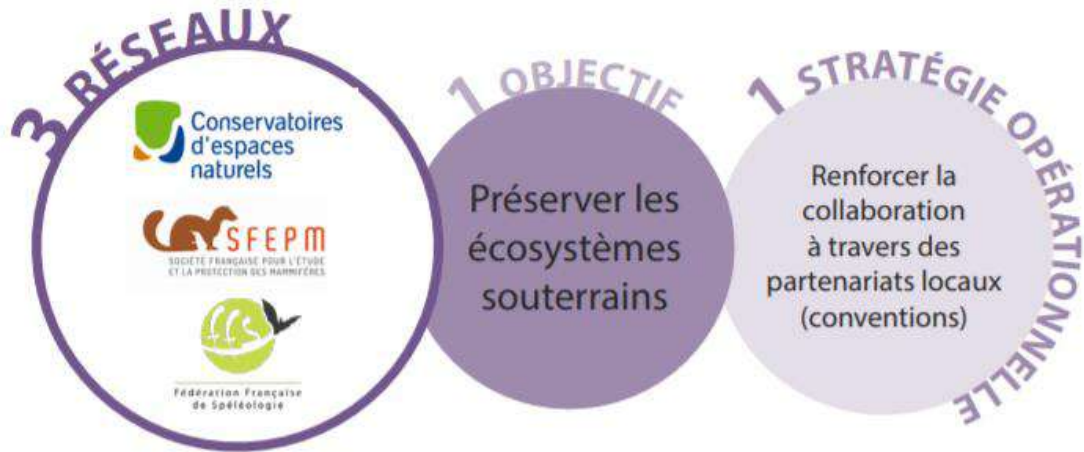 3 RÉSEAUX
Conservatoires
d'espaces
naturels
SFEPM
SOCIÉTÉ FRANÇAISE POUR L'ÉTUDE
ET LA PROTECTION DES MAMMIFÈRES
ffs
Fédération Française
de Spéléologie
1 OBJECTIF
Préserver les
écosystèmes
souterrains
1 STRATÉGIE OPÉRATIONNELLE
Renforcer la
collaboration
à travers des
partenariats locaux
(conventions)